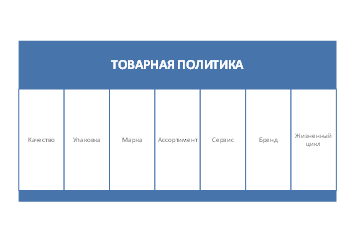 ТОВАРНАЯ ПОЛИТИКА
Качество
Упаковка
Марка
Ассортимент
Сервис
Бренд
Жизненный
цикл